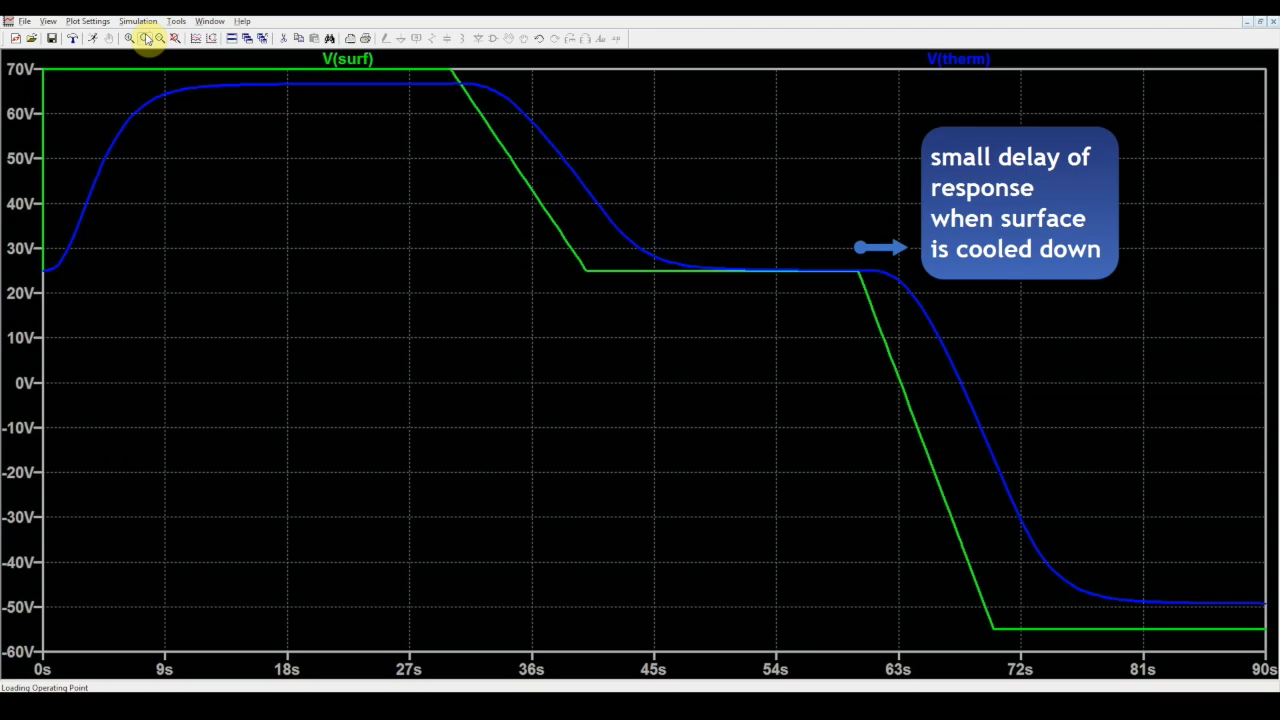 File View Plot Settings Simulation Tools Window Help
V(surf) V(therm)
70V
60V
50V
40V
30V
20V
10V
0V
-10V
-20V
-30V
-40V
-50V
-60V
small delay of
response
when surface
is cooled down
0s 9s 18s 27s 36s 45s 54s 63s 72s 81s 90s
Loading Operating Point